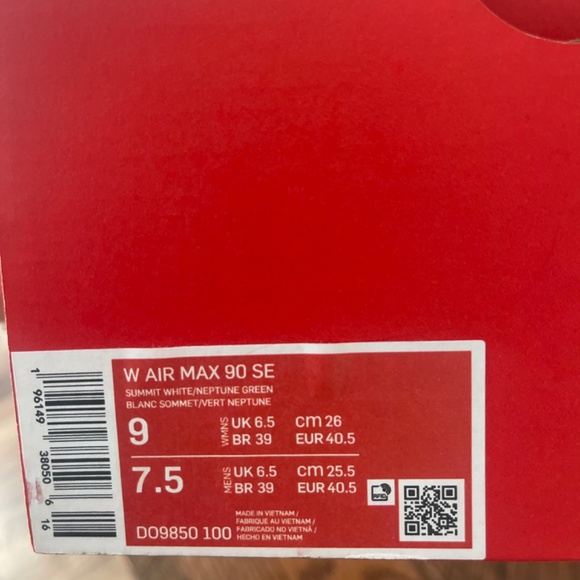 W AIR MAX 90 SE
SUMMIT WHITE/NEPTUNE GREEN
BLANC SOMMET/VERT NEPTUNE
9 WMNS UK 6.5 CM 26
BR 39 EUR 40.5
7.5 MENS UK 6.5 CM 25.5
BR 39 EUR 40.5
DO9850 100
MADE IN VIETNAM /
FABRIQUE AU VIETNAM /
FABRICADO NO VIETNÃ /
HECHO EN VIETNAM
1 96149 38050 6 16